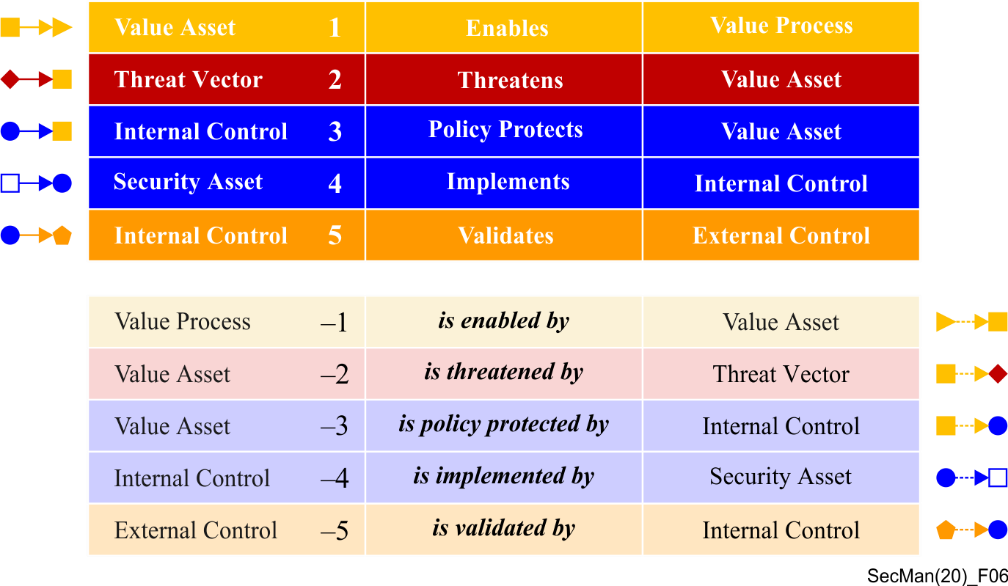 Value Asset 1 Enables Value Process
Threat Vector 2 Threatens Value Asset
Internal Control 3 Policy Protects Value Asset
Security Asset 4 Implements Internal Control
Internal Control 5 Validates External Control
Value Process –1 is enabled by Value Asset
Value Asset –2 is threatened by Threat Vector
Value Asset –3 is policy protected by Internal Control
Internal Control –4 is implemented by Security Asset
External Control –5 is validated by Internal Control
SecMan(20)_F06